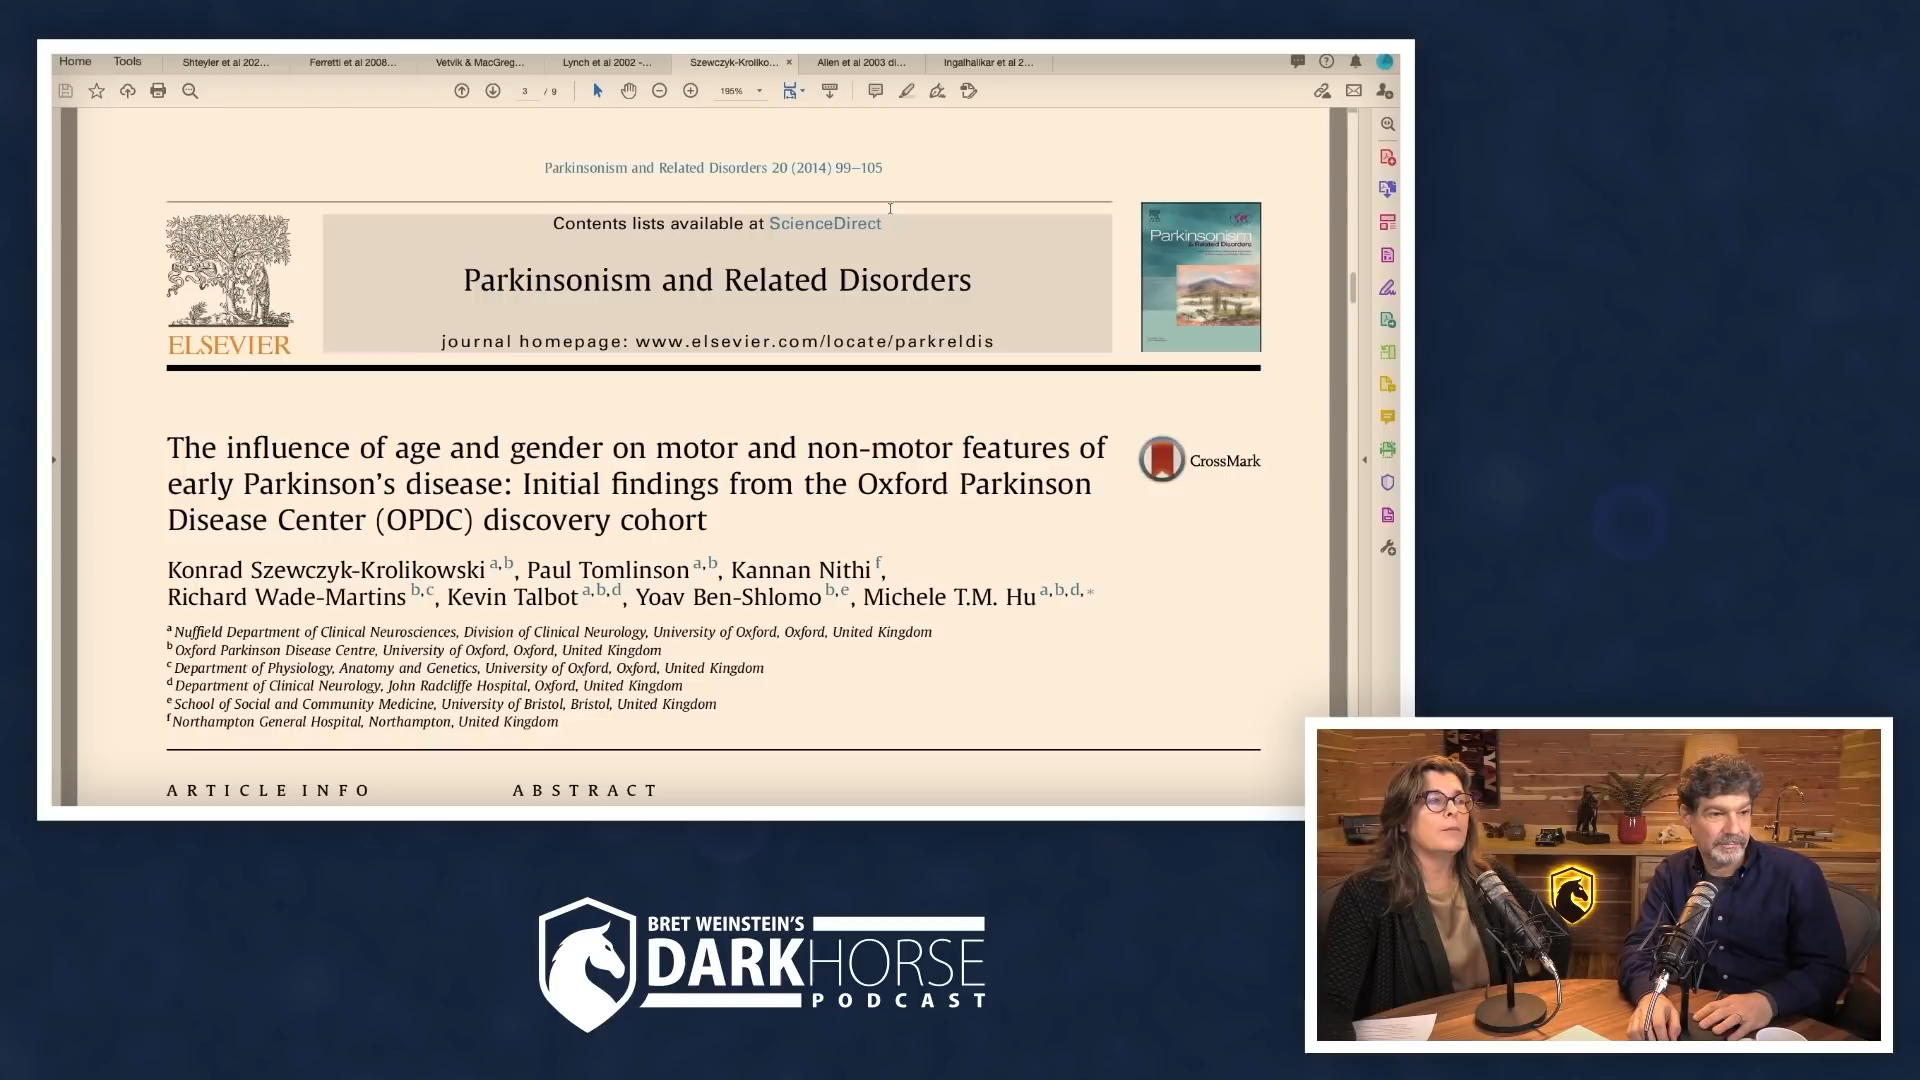 Home Tools Shteyler et al 202... Ferretti et al 2008... Vetvik & MacGreg... Lynch et al 2002 -... Szewczyk-Kroliko... × Allen et al 2003 di... Ingalhalikar et al 2...
3 / 9 195%
Parkinsonism and Related Disorders 20 (2014) 99–105
Contents lists available at ScienceDirect
Parkinsonism and Related Disorders
journal homepage: www.elsevier.com/locate/parkreldis
ELSEVIER
Parkinsonism
& Related Disorders
The influence of age and gender on motor and non-motor features of
early Parkinson's disease: Initial findings from the Oxford Parkinson
Disease Center (OPDC) discovery cohort
CrossMark
Konrad Szewczyk-Krolikowski a,b, Paul Tomlinson a,b, Kannan Nithi f,
Richard Wade-Martins b,c, Kevin Talbot a,b,d, Yoav Ben-Shlomo b,e, Michele T.M. Hu a,b,d,*
a Nuffield Department of Clinical Neurosciences, Division of Clinical Neurology, University of Oxford, Oxford, United Kingdom
b Oxford Parkinson Disease Centre, University of Oxford, Oxford, United Kingdom
c Department of Physiology, Anatomy and Genetics, University of Oxford, Oxford, United Kingdom
d Department of Clinical Neurology, John Radcliffe Hospital, Oxford, United Kingdom
e School of Social and Community Medicine, University of Bristol, Bristol, United Kingdom
f Northampton General Hospital, Northampton, United Kingdom
ARTICLE INFO
ABSTRACT
BRET WEINSTEIN'S
DARKHORSE
PODCAST